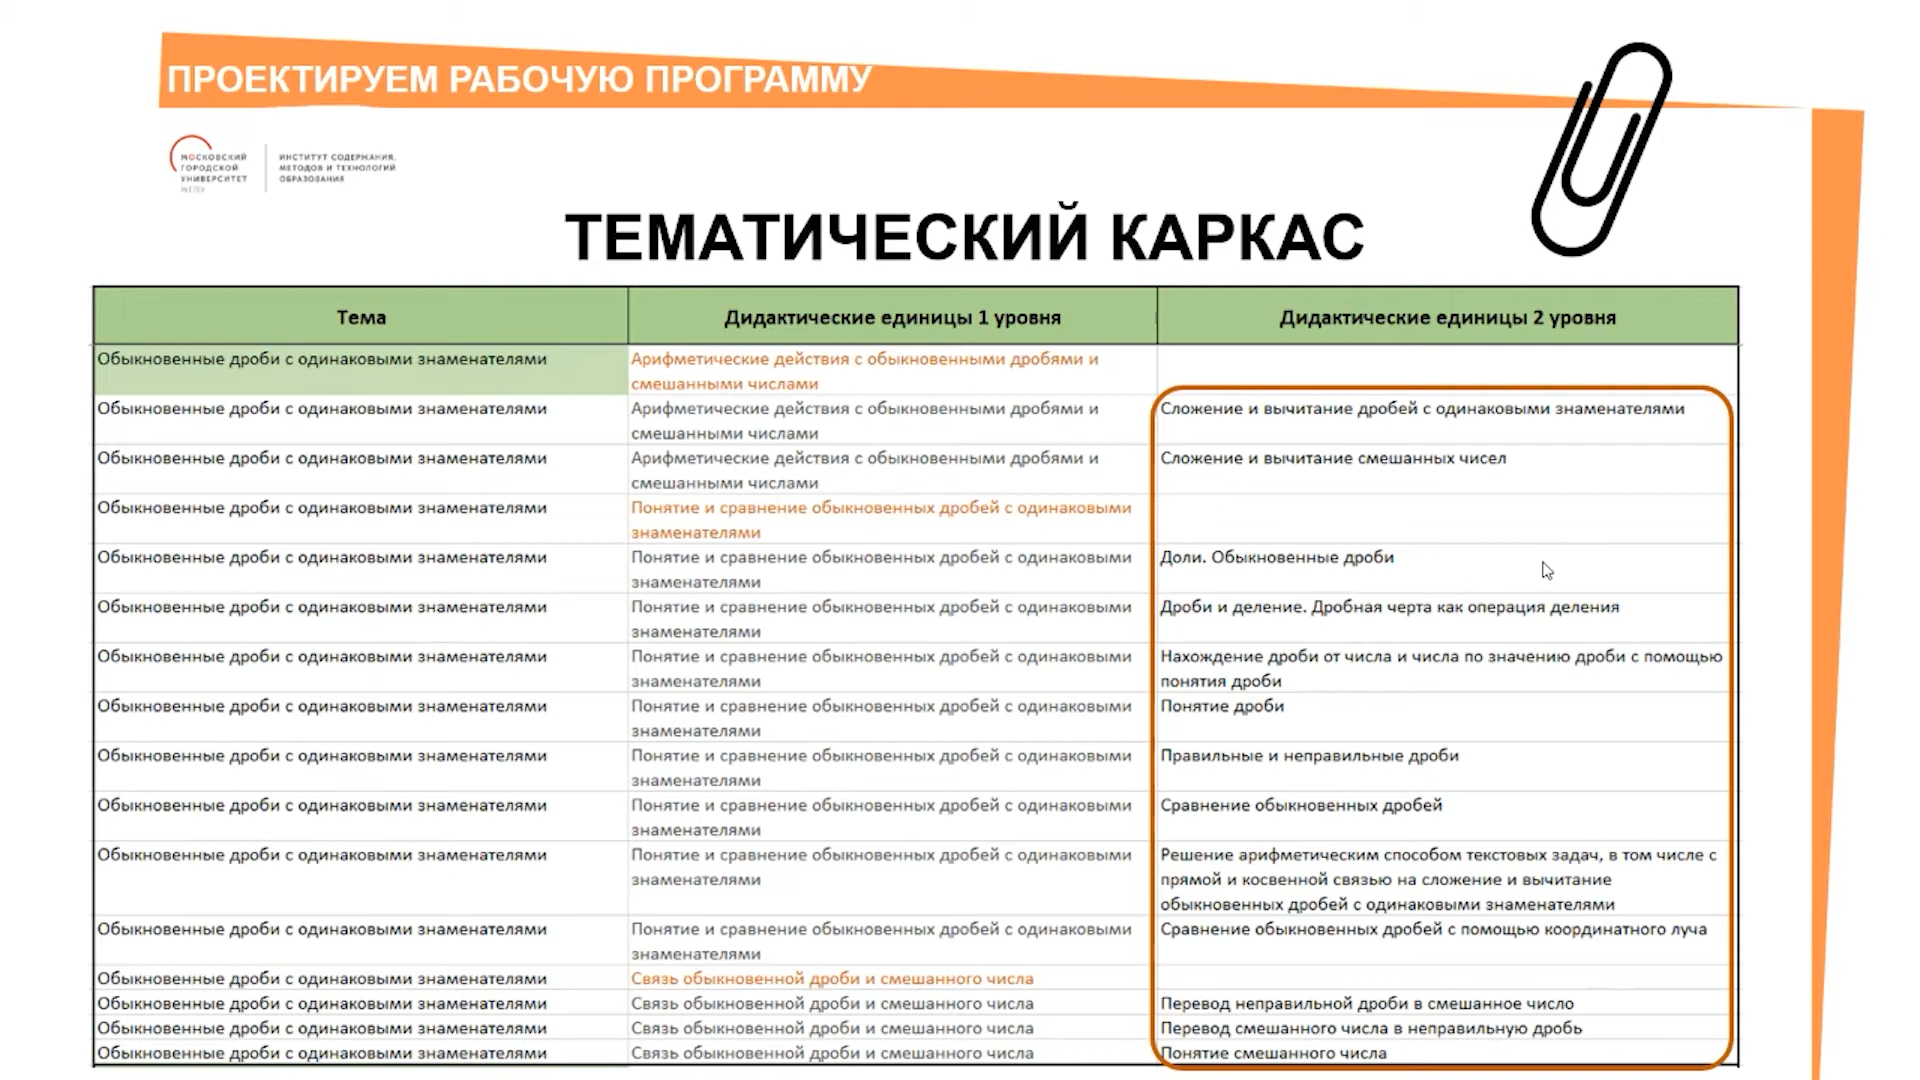 ПРОЕКТИРУЕМ РАБОЧУЮ ПРОГРАММУ
МОСКОВСКИЙ
ГОРОДСКОЙ
УНИВЕРСИТЕТ
МГПУ
ИНСТИТУТ СОДЕРЖАНИЯ,
МЕТОДОВ И ТЕХНОЛОГИЙ
ОБРАЗОВАНИЯ
ТЕМАТИЧЕСКИЙ КАРКАС
Тема
Дидактические единицы 1 уровня
Дидактические единицы 2 уровня
Обыкновенные дроби с одинаковыми знаменателями
Арифметические действия с обыкновенными дробями и
смешанными числами
Обыкновенные дроби с одинаковыми знаменателями
Арифметические действия с обыкновенными дробями и
смешанными числами
Сложение и вычитание дробей с одинаковыми знаменателями
Обыкновенные дроби с одинаковыми знаменателями
Арифметические действия с обыкновенными дробями и
смешанными числами
Сложение и вычитание смешанных чисел
Обыкновенные дроби с одинаковыми знаменателями
Понятие и сравнение обыкновенных дробей с одинаковыми
знаменателями
Обыкновенные дроби с одинаковыми знаменателями
Понятие и сравнение обыкновенных дробей с одинаковыми
знаменателями
Доли. Обыкновенные дроби
Обыкновенные дроби с одинаковыми знаменателями
Понятие и сравнение обыкновенных дробей с одинаковыми
знаменателями
Дроби и деление. Дробная черта как операция деления
Обыкновенные дроби с одинаковыми знаменателями
Понятие и сравнение обыкновенных дробей с одинаковыми
знаменателями
Нахождение дроби от числа и числа по значению дроби с помощью
понятия дроби
Обыкновенные дроби с одинаковыми знаменателями
Понятие и сравнение обыкновенных дробей с одинаковыми
знаменателями
Понятие дроби
Обыкновенные дроби с одинаковыми знаменателями
Понятие и сравнение обыкновенных дробей с одинаковыми
знаменателями
Правильные и неправильные дроби
Обыкновенные дроби с одинаковыми знаменателями
Понятие и сравнение обыкновенных дробей с одинаковыми
знаменателями
Сравнение обыкновенных дробей
Обыкновенные дроби с одинаковыми знаменателями
Понятие и сравнение обыкновенных дробей с одинаковыми
знаменателями
Решение арифметическим способом текстовых задач, в том числе с
прямой и косвенной связью на сложение и вычитание
обыкновенных дробей с одинаковыми знаменателями
Обыкновенные дроби с одинаковыми знаменателями
Понятие и сравнение обыкновенных дробей с одинаковыми
знаменателями
Сравнение обыкновенных дробей с помощью координатного луча
Обыкновенные дроби с одинаковыми знаменателями
Связь обыкновенной дроби и смешанного числа
Обыкновенные дроби с одинаковыми знаменателями
Связь обыкновенной дроби и смешанного числа
Перевод неправильной дроби в смешанное число
Обыкновенные дроби с одинаковыми знаменателями
Связь обыкновенной дроби и смешанного числа
Перевод смешанного числа в неправильную дробь
Обыкновенные дроби с одинаковыми знаменателями
Связь обыкновенной дроби и смешанного числа
Понятие смешанного числа